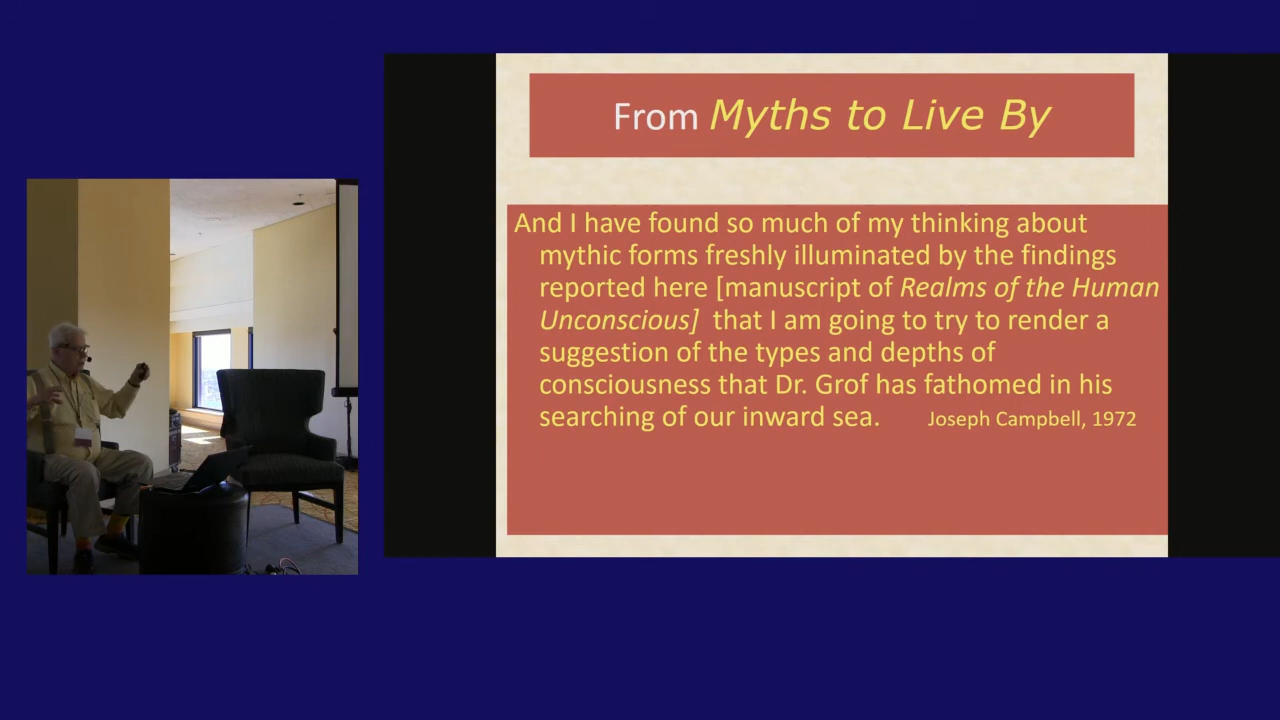 From Myths to Live By
And I have found so much of my thinking about
mythic forms freshly illuminated by the findings
reported here [manuscript of Realms of the Human
Unconscious]  that I am going to try to render a
suggestion of the types and depths of
consciousness that Dr. Grof has fathomed in his
searching of our inward sea. Joseph Campbell, 1972